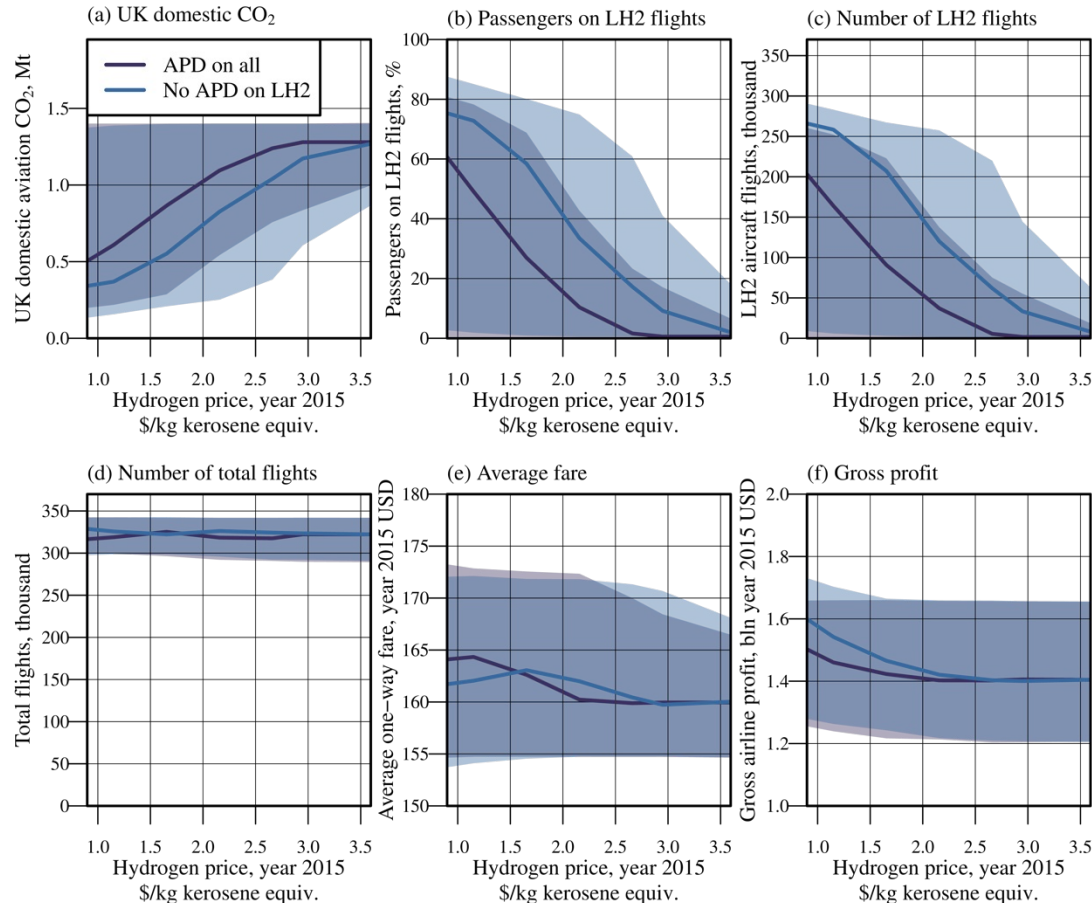 (a) UK domestic CO₂
UK domestic aviation CO₂, Mt
APD on all
No APD on LH2
1.5
1.0
0.5
0.0
1.0 1.5 2.0 2.5 3.0 3.5
Hydrogen price, year 2015
$/kg kerosene equiv.
(b) Passengers on LH2 flights
Passengers on LH2 flights, %
100
80
60
40
20
0
1.0 1.5 2.0 2.5 3.0 3.5
Hydrogen price, year 2015
$/kg kerosene equiv.
(c) Number of LH2 flights
LH2 aircraft flights, thousand
350
300
250
200
150
100
50
0
1.0 1.5 2.0 2.5 3.0 3.5
Hydrogen price, year 2015
$/kg kerosene equiv.
(d) Number of total flights
Total flights, thousand
350
300
250
200
150
100
50
0
1.0 1.5 2.0 2.5 3.0 3.5
Hydrogen price, year 2015
$/kg kerosene equiv.
(e) Average fare
Average one−way fare, year 2015 USD
180
175
170
165
160
155
150
1.0 1.5 2.0 2.5 3.0 3.5
Hydrogen price, year 2015
$/kg kerosene equiv.
(f) Gross profit
Gross airline profit, bln year 2015 USD
2.0
1.8
1.6
1.4
1.2
1.0
1.0 1.5 2.0 2.5 3.0 3.5
Hydrogen price, year 2015
$/kg kerosene equiv.